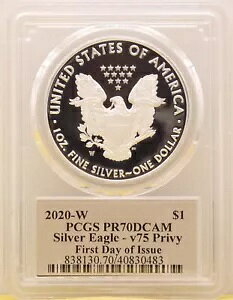 UNITED STATES OF AMERICA
W
1 OZ. FINE SILVER~ONE DOLLAR
2020-W $1
PCGS PR70DCAM
Silver Eagle - v75 Privy
First Day of Issue
838130.70/40830483